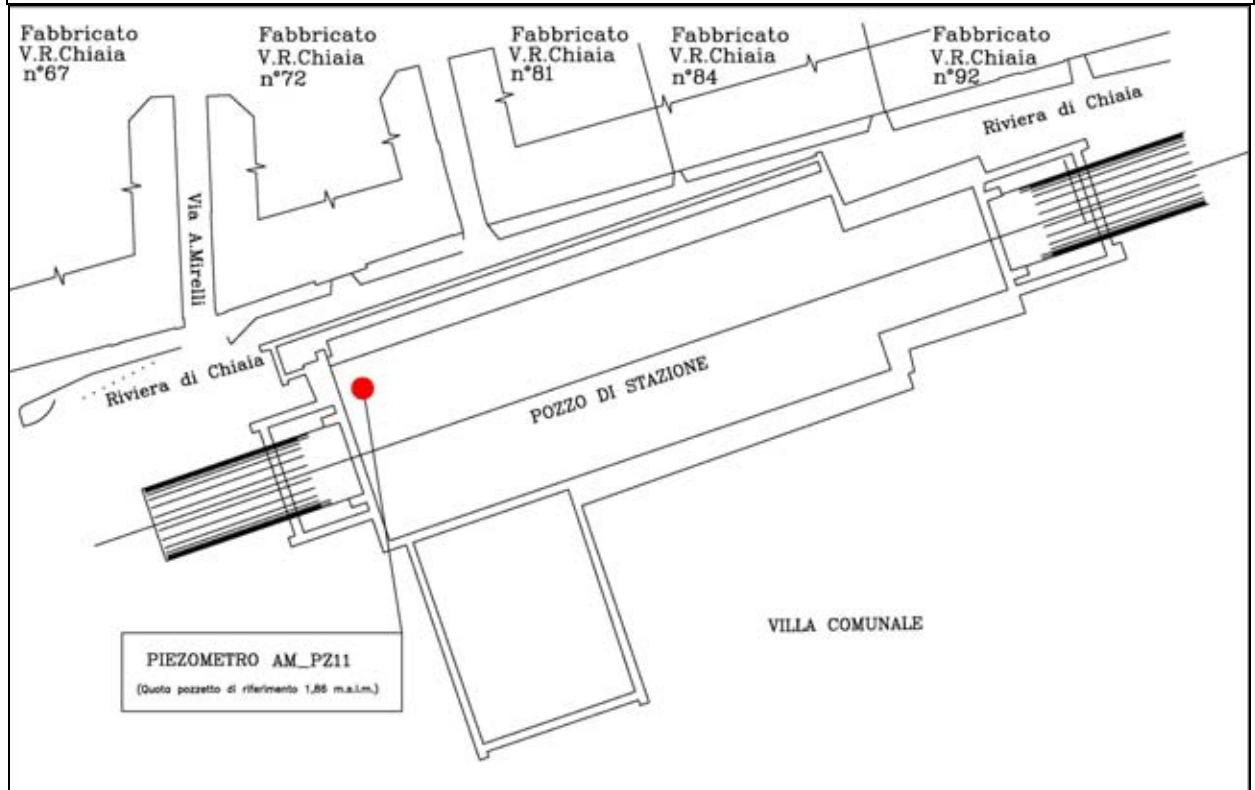 Fabbricato
V.R.Chiaia
n°67
Fabbricato
V.R.Chiaia
n°72
Fabbricato
V.R.Chiaia
n°81
Fabbricato
V.R.Chiaia
n°84
Fabbricato
V.R.Chiaia
n°92
Riviera di Chiaia
Via A.Mirelli
Riviera di Chiaia
POZZO DI STAZIONE
VILLA COMUNALE
PIEZOMETRO AM_PZ11
(Quota pozzetto di riferimento 1,86 m.s.l.m.)